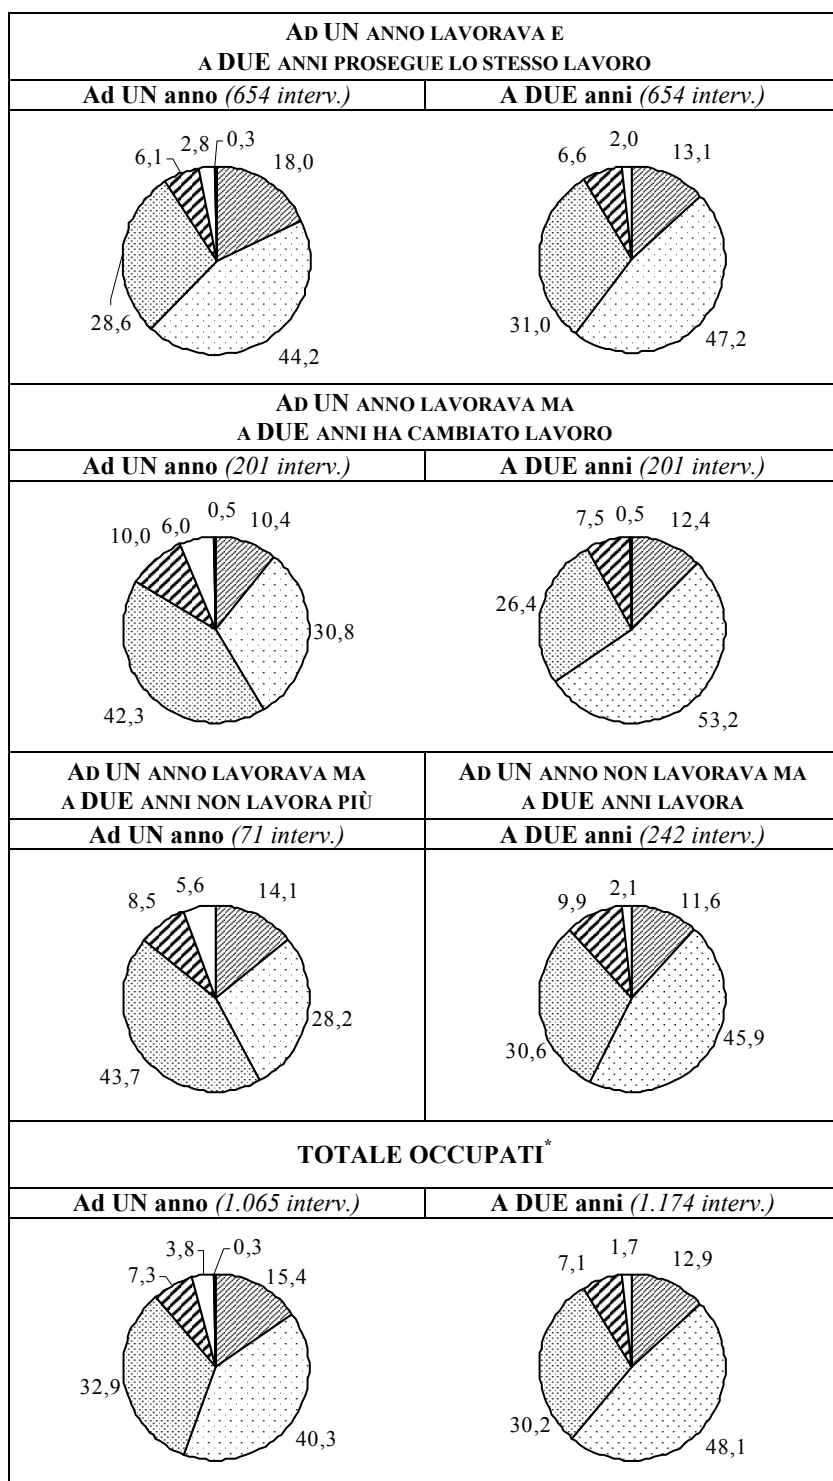 AD UN ANNO LAVORAVA E
A DUE ANNI PROSEGUE LO STESSO LAVORO
Ad UN anno (654 interv.)
A DUE anni (654 interv.)
6,1
2,8
0,3
18,0
28,6
44,2
6,6
2,0
13,1
31,0
47,2
AD UN ANNO LAVORAVA MA
A DUE ANNI HA CAMBIATO LAVORO
Ad UN anno (201 interv.)
A DUE anni (201 interv.)
10,0
6,0
0,5
10,4
30,8
42,3
7,5
0,5
12,4
26,4
53,2
AD UN ANNO LAVORAVA MA
A DUE ANNI NON LAVORA PIÙ
AD UN ANNO NON LAVORAVA MA
A DUE ANNI LAVORA
Ad UN anno (71 interv.)
A DUE anni (242 interv.)
8,5
5,6
14,1
28,2
43,7
9,9
2,1
11,6
30,6
45,9
TOTALE OCCUPATI*
Ad UN anno (1.065 interv.)
A DUE anni (1.174 interv.)
7,3
3,8
0,3
15,4
32,9
40,3
7,1
1,7
12,9
30,2
48,1